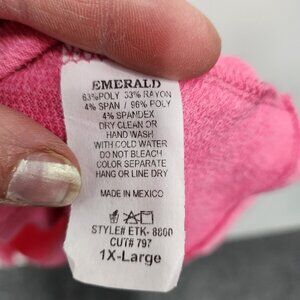 EMERALD
63%POLY 33% RAYON
4% SPAN / 96% POLY
4% SPANDEX
DRY CLEAN OR
HAND WASH
WITH COLD WATER
DO NOT BLEACH
COLOR SEPARATE
HANG OR LINE DRY
MADE IN MEXICO
STYLE# ETK- 8800
CUT# 797
1X-Large